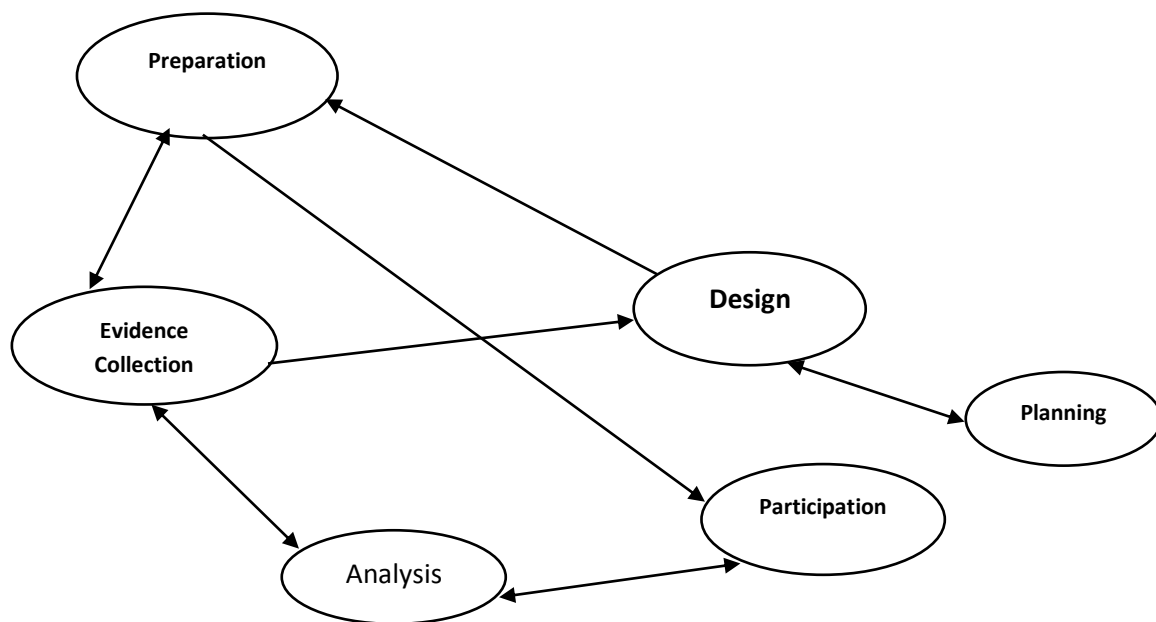 Preparation
Design
Evidence
Collection
Planning
Participation
Analysis